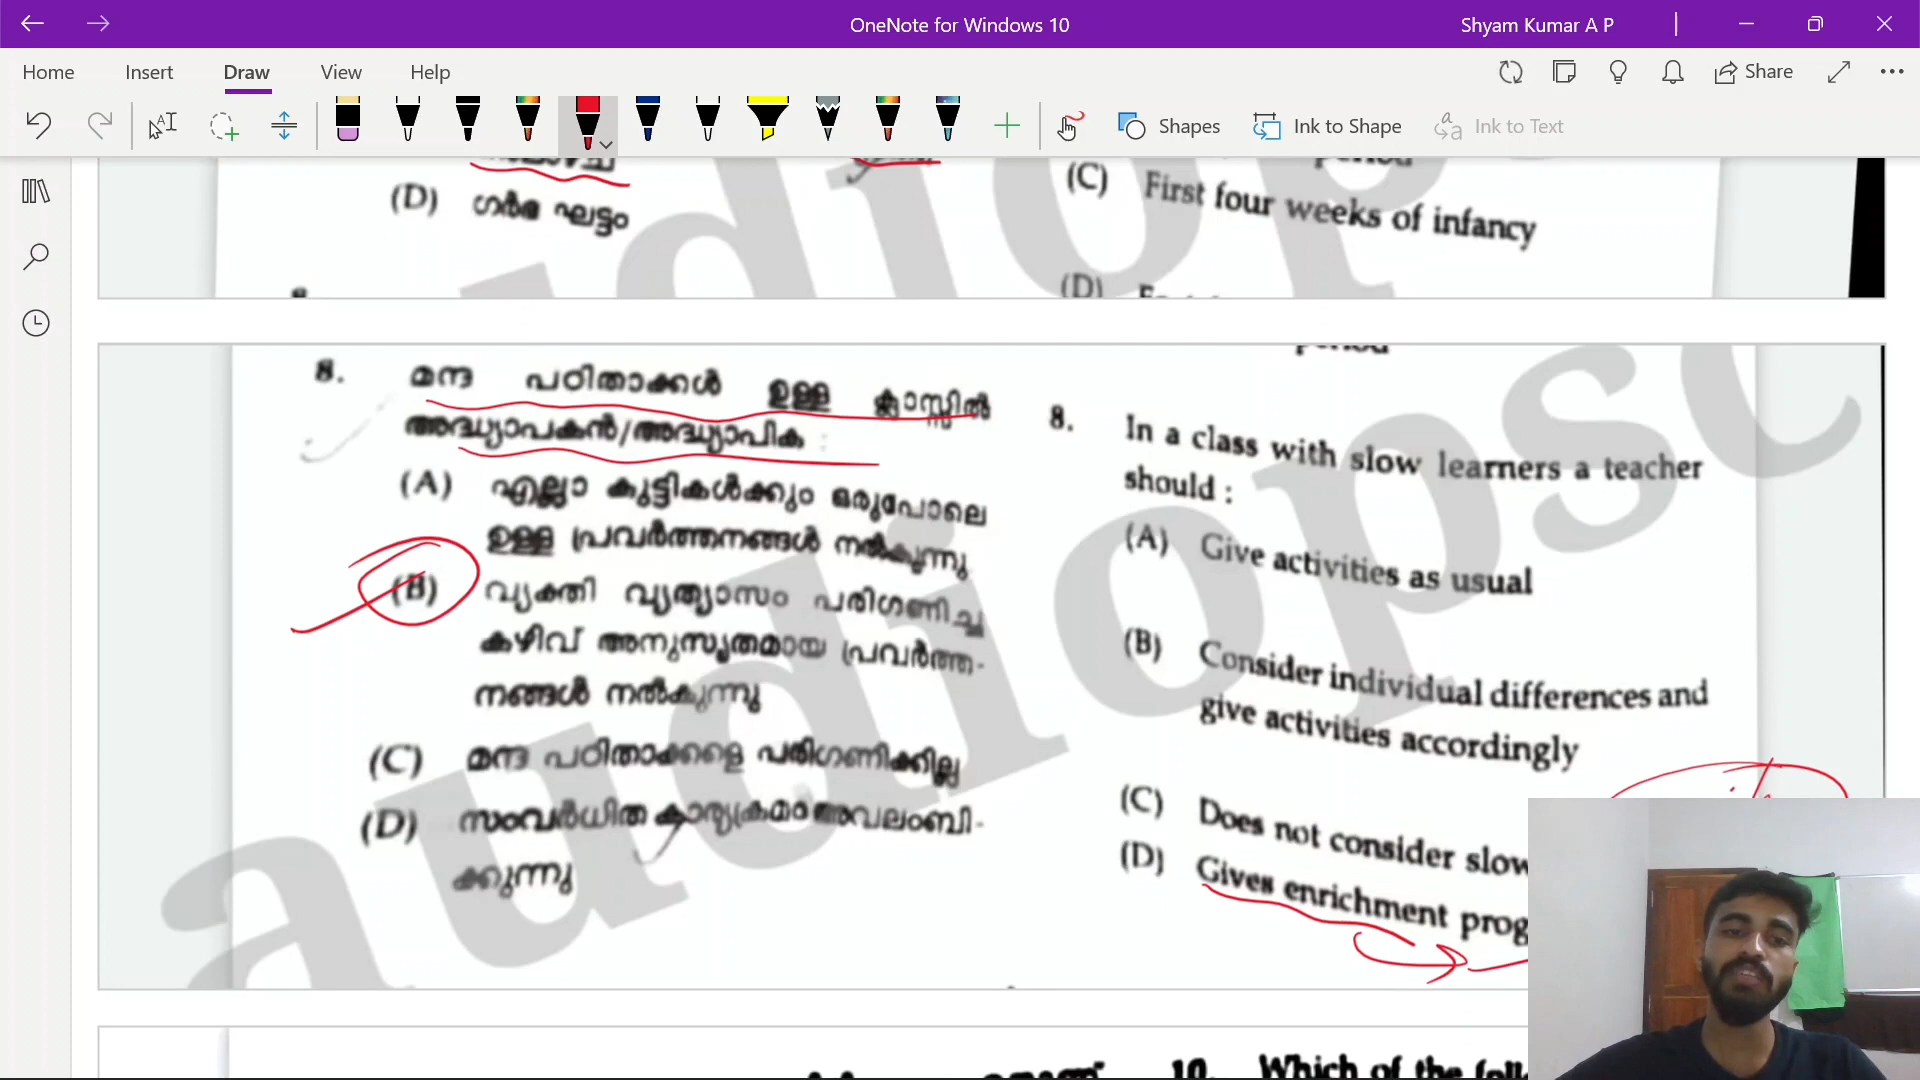 OneNote for Windows 10
Shyam Kumar A P
Home Insert Draw View Help
Share
Shapes Ink to Shape Ink to Text
(D) ഗർഭ ഘട്ടം
period
(C) First four weeks of infancy
(D)
period
8. മന്ദ പഠിതാക്കൾ ഉള്ള ക്ലാസ്സിൽ
അദ്ധ്യാപകൻ/അദ്ധ്യാപിക :
(A) എല്ലാ കുട്ടികൾക്കും ഒരുപോലെ
ഉള്ള പ്രവർത്തനങ്ങൾ നൽകുന്നു
(B) വ്യക്തി വ്യത്യാസം പരിഗണിച്ച
കഴിവ് അനുസൃതമായ പ്രവർത്ത-
നങ്ങൾ നൽകുന്നു
(C) മന്ദ പഠിതാക്കളെ പരിഗണിക്കില്ല
(D) സംവർധിത കാര്യക്രമം അവലംബി-
ക്കുന്നു
8. In a class with slow learners a teacher
should :
(A) Give activities as usual
(B) Consider individual differences and
give activities accordingly
(C) Does not consider slow
(D) Gives enrichment prog
10. Which of the foll
audiopsc